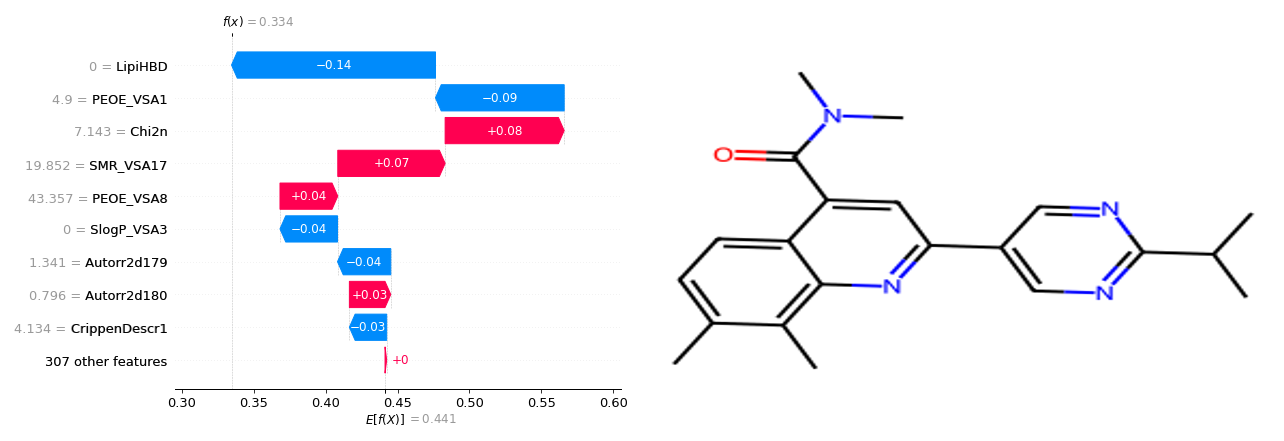 f(x) = 0.334
0 = LipiHBD −0.14
4.9 = PEOE_VSA1 −0.09
7.143 = Chi2n +0.08
19.852 = SMR_VSA17 +0.07
43.357 = PEOE_VSA8 +0.04
0 = SlogP_VSA3 −0.04
1.341 = Autorr2d179 −0.04
0.796 = Autorr2d180 +0.03
4.134 = CrippenDescr1 −0.03
307 other features +0
0.30 0.35 0.40 0.45 0.50 0.55 0.60
E[f(X)] = 0.441
N
O
N
N
N